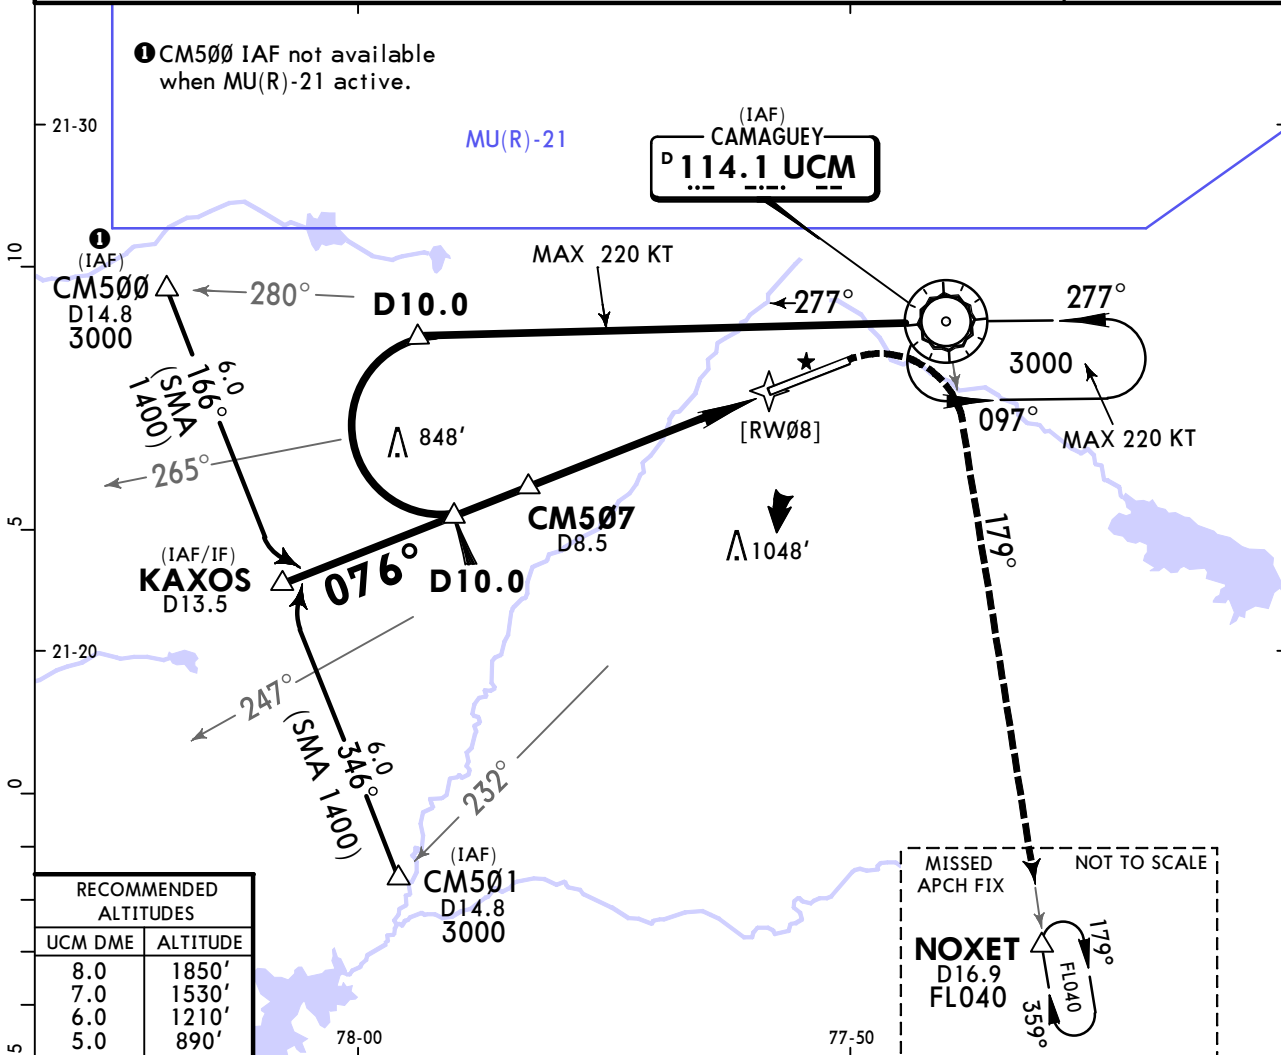 ❶ CM5ØØ IAF not available
when MU(R)-21 active.
21-30
MU(R)-21
(IAF)
CAMAGUEY
D 114.1 UCM
10
❶
(IAF)
CM5ØØ
D14.8
3000
280°
D10.0
MAX 220 KT
277°
277°
3000
097°
MAX 220 KT
6.0
166°
(SMA
1400)
265°
848'
[RWØ8]
5
CM5Ø7
D8.5
1048'
179°
(IAF/IF)
KAXOS
D13.5
076°
D10.0
21-20
247°
(SMA 1400)
6.0
346°
232°
0
(IAF)
CM5Ø1
D14.8
3000
MISSED
APCH FIX
NOT TO SCALE
NOXET
D16.9
FL040
179°
FL040
359°
RECOMMENDED
ALTITUDES
UCM DME ALTITUDE
8.0 1850'
7.0 1530'
6.0 1210'
5.0 890'
5
78-00
77-50